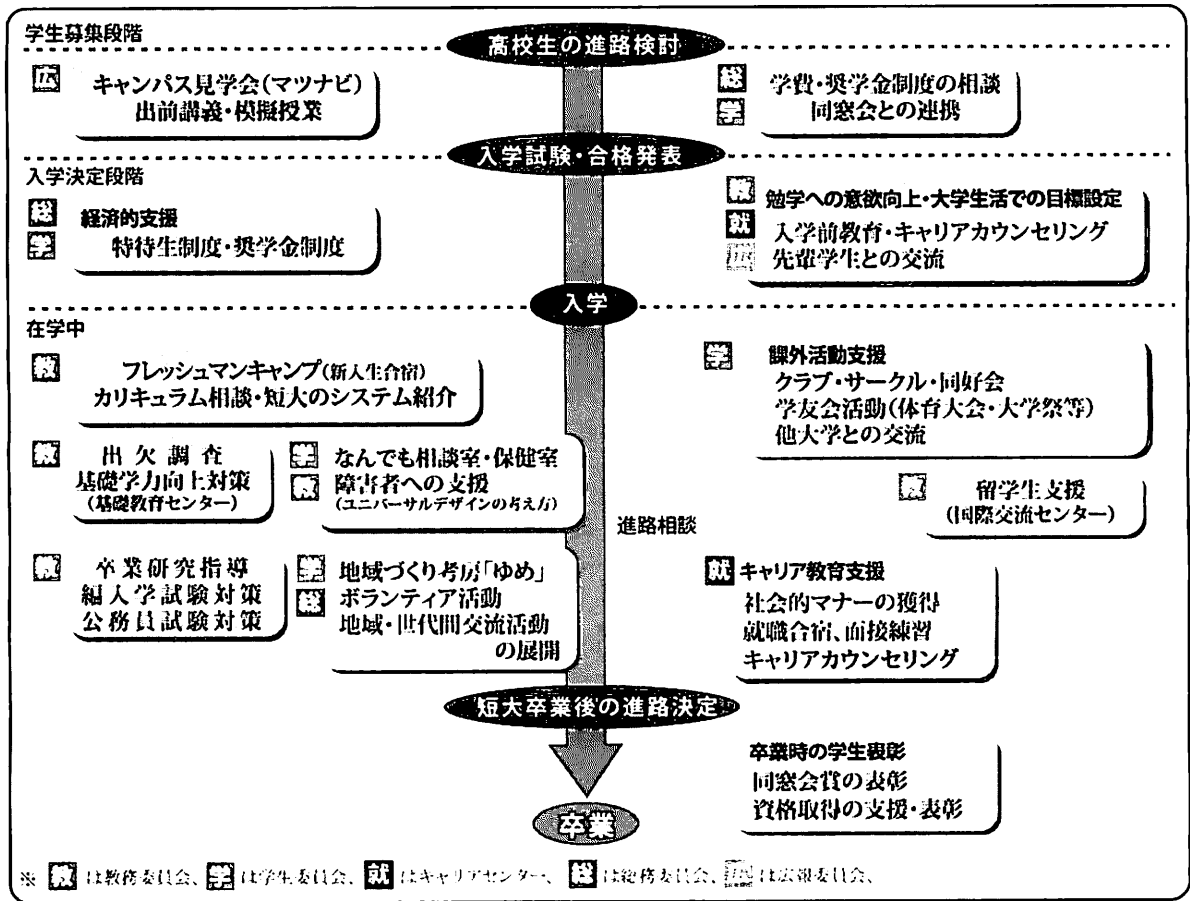 学生募集段階
高校生の進路検討
広 キャンパス見学会(マツナビ)
出前講義・模擬授業
総 学費・奨学金制度の相談
学 同窓会との連携
入学試験・合格発表
入学決定段階
総 経済的支援
学 特待生制度・奨学金制度
教 勉学への意欲向上・大学生活での目標設定
就 入学前教育・キャリアカウンセリング
広 先輩学生との交流
入学
在学中
教 フレッシュマンキャンプ(新入生合宿)
カリキュラム相談・短大のシステム紹介
学 課外活動支援
クラブ・サークル・同好会
学友会活動(体育大会・大学祭等)
他大学との交流
教 出欠調査
基礎学力向上対策
(基礎教育センター)
学 なんでも相談室・保健室
教 障害者への支援
(ユニバーサルデザインの考え方)
教 留学生支援
(国際交流センター)
進路相談
教 卒業研究指導
編入学試験対策
公務員試験対策
学 地域づくり考房「ゆめ」
総 ボランティア活動
地域・世代間交流活動
の展開
就 キャリア教育支援
社会的マナーの獲得
就職合宿、面接練習
キャリアカウンセリング
短大卒業後の進路決定
卒業時の学生表彰
同窓会賞の表彰
資格取得の支援・表彰
卒業
※ 教 は教務委員会、学 は学生委員会、就 はキャリアセンター、総 は総務委員会、広 は広報委員会、